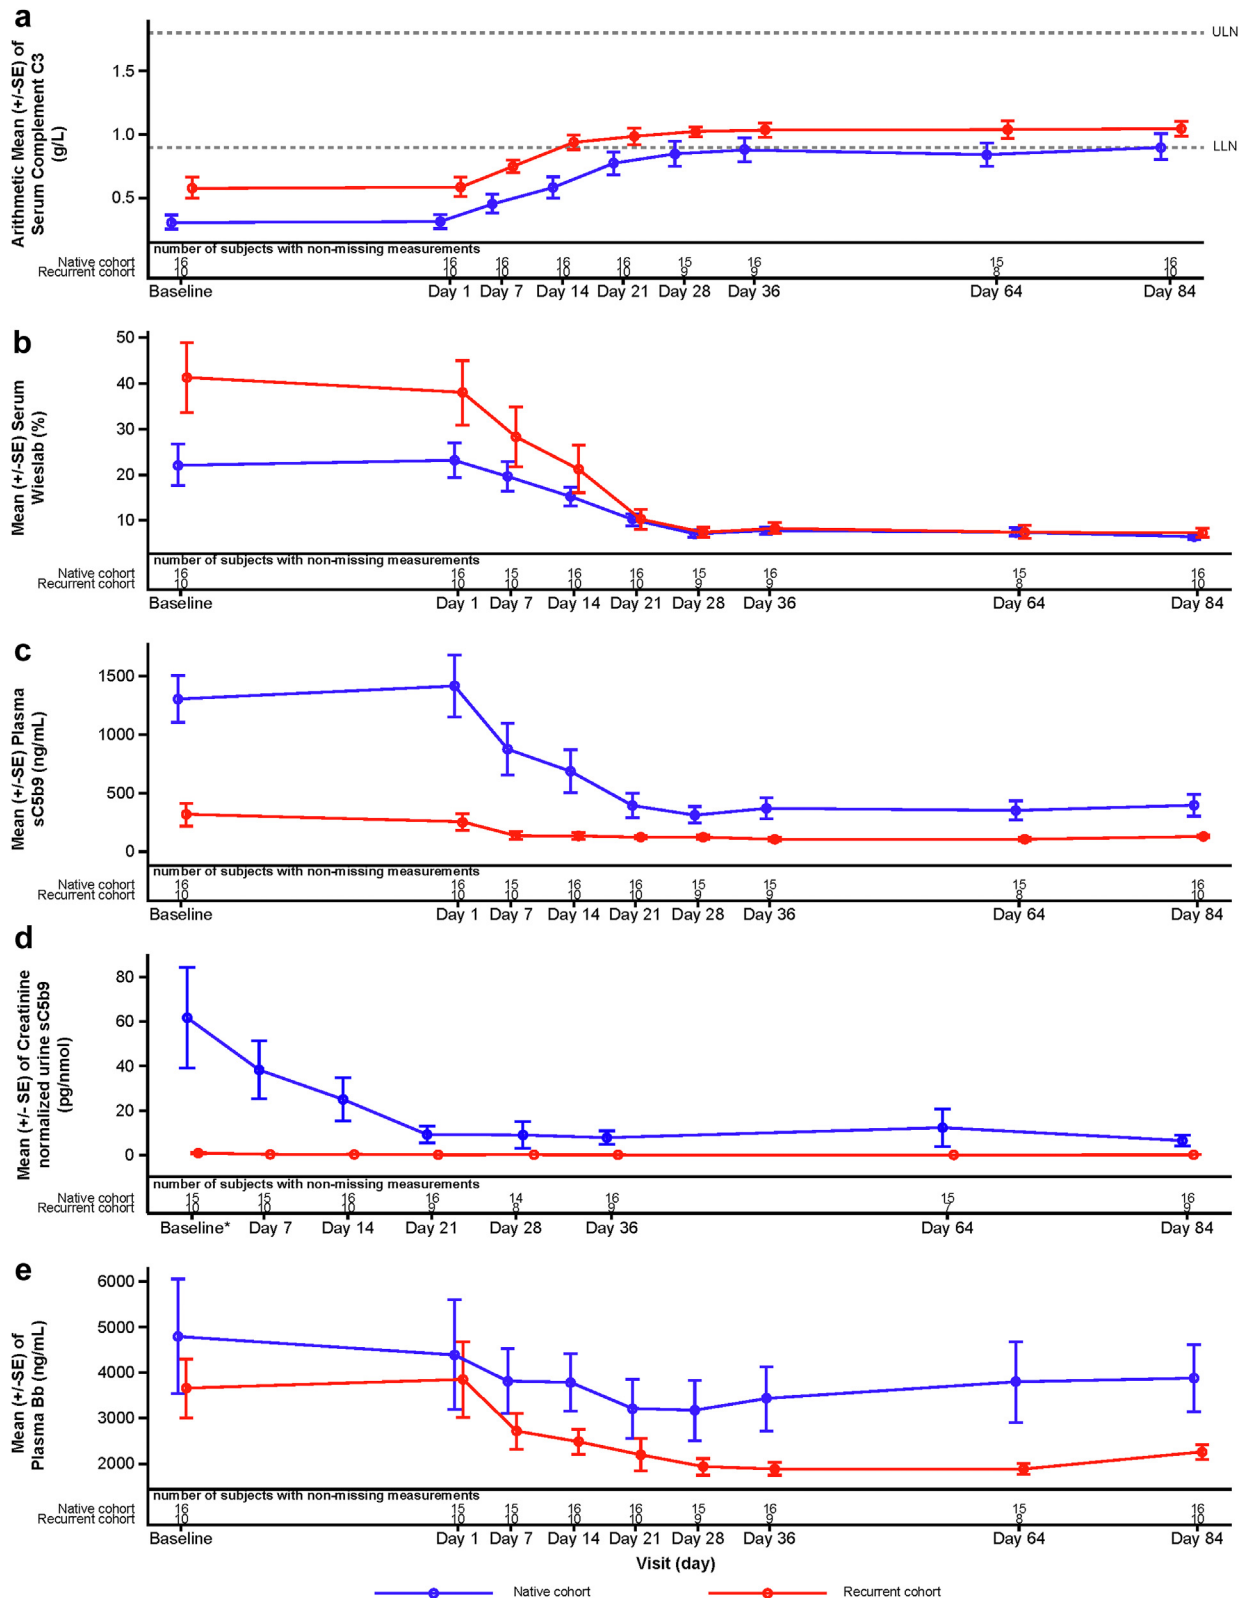 a
Arithmetic Mean (+/-SE) of
Serum Complement C3
(g/L)
1.5
1.0
0.5
ULN
LLN
number of subjects with non-missing measurements
Native cohort 16 16 16 16 16 15 16 15 16
Recurrent cohort 10 10 10 10 10 9 9 8 10
Baseline Day 1 Day 7 Day 14 Day 21 Day 28 Day 36 Day 64 Day 84
b
Mean (+/-SE) Serum
Wieslab (%)
50
40
30
20
10
number of subjects with non-missing measurements
Native cohort 16 16 15 16 16 15 16 15 16
Recurrent cohort 10 10 10 10 10 9 9 8 10
Baseline Day 1 Day 7 Day 14 Day 21 Day 28 Day 36 Day 64 Day 84
c
Mean (+/-SE) Plasma
sC5b9 (ng/mL)
1500
1000
500
0
number of subjects with non-missing measurements
Native cohort 16 16 15 16 16 15 15 15 16
Recurrent cohort 10 10 10 10 10 9 9 8 10
Baseline Day 1 Day 7 Day 14 Day 21 Day 28 Day 36 Day 64 Day 84
d
Mean (+/- SE) of Creatinine
normalized urine sC5b9
(pg/nmol)
80
60
40
20
0
number of subjects with non-missing measurements
Native cohort 15 15 16 16 14 16 15 16
Recurrent cohort 10 10 10 9 8 9 7 9
Baseline* Day 7 Day 14 Day 21 Day 28 Day 36 Day 64 Day 84
e
Mean (+/-SE) of
Plasma Bb (ng/mL)
6000
5000
4000
3000
2000
number of subjects with non-missing measurements
Native cohort 16 15 15 16 16 15 16 15 16
Recurrent cohort 10 10 10 10 10 9 9 8 10
Baseline Day 1 Day 7 Day 14 Day 21 Day 28 Day 36 Day 64 Day 84
Visit (day)
Native cohort Recurrent cohort